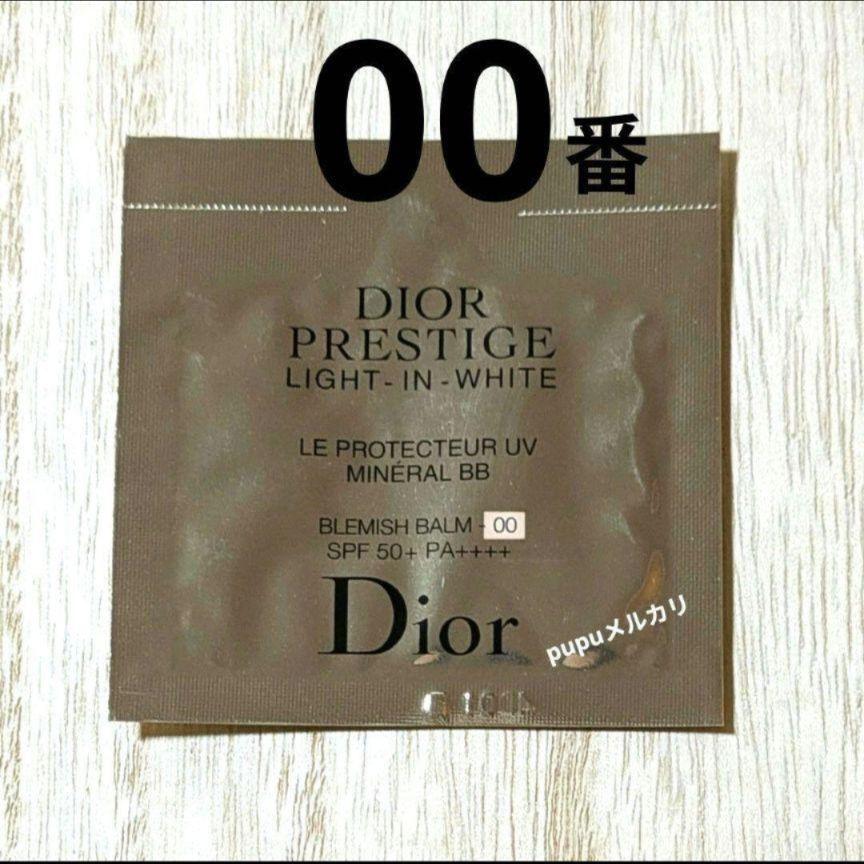 00番
DIOR
PRESTIGE
LIGHT-IN-WHITE
LE PROTECTEUR UV
MINÉRAL BB
BLEMISH BALM - 00
SPF 50+ PA++++
Dior
pupuメルカリ